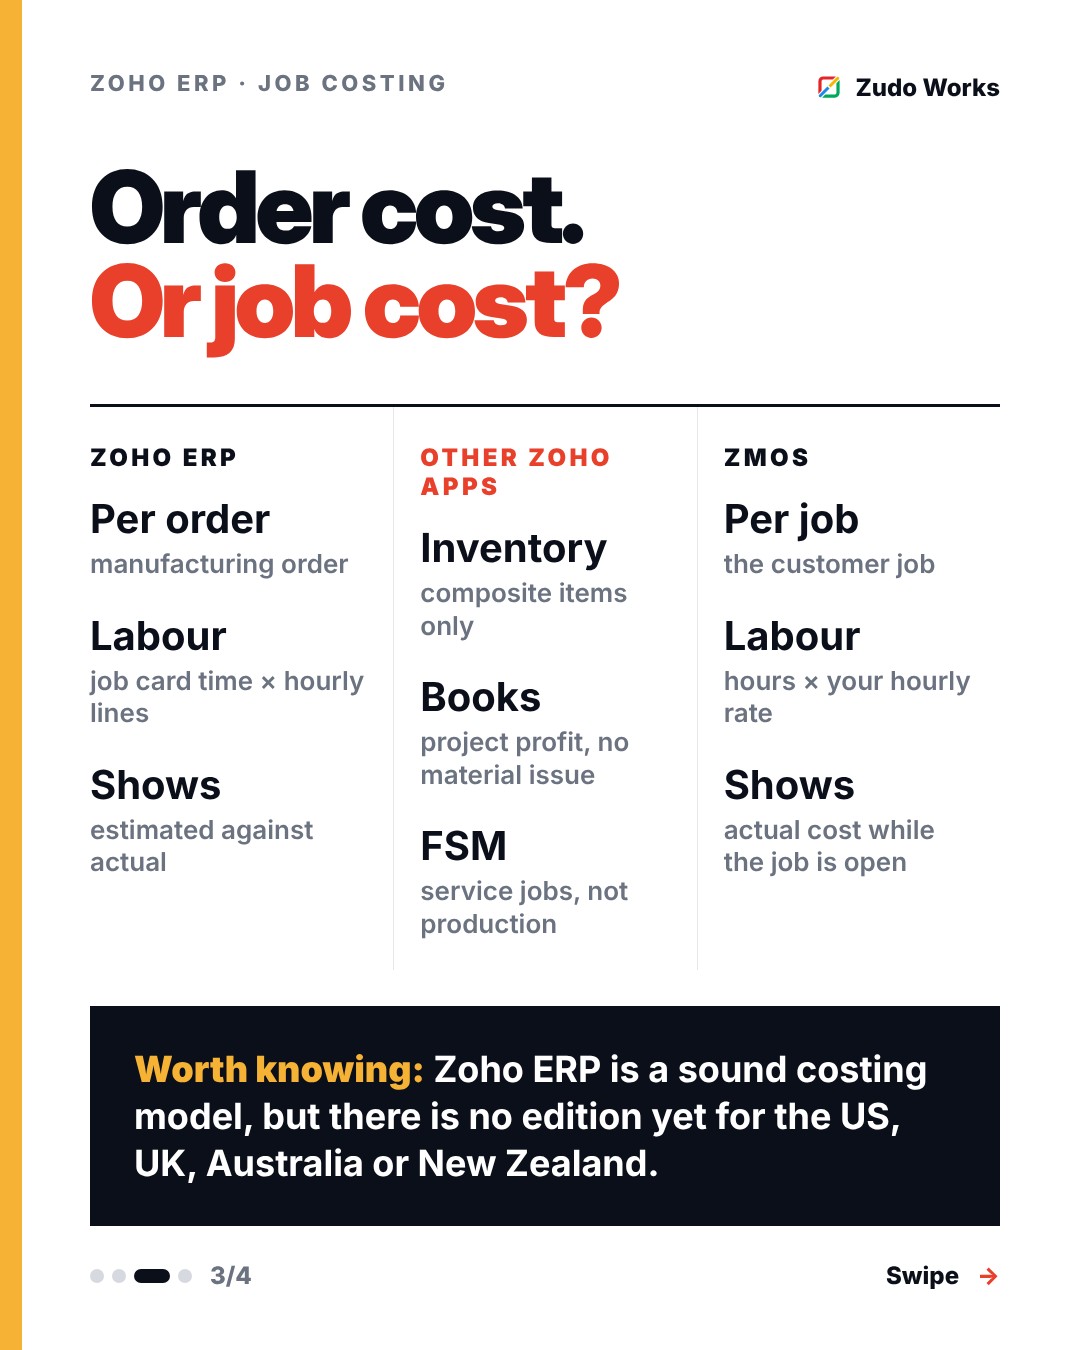 ZOHO ERP · JOB COSTING
Zudo Works
Order cost.
Or job cost?
ZOHO ERP
Per order
manufacturing order
Labour
job card time × hourly
lines
Shows
estimated against
actual
OTHER ZOHO
APPS
Inventory
composite items
only
Books
project profit, no
material issue
FSM
service jobs, not
production
ZMOS
Per job
the customer job
Labour
hours × your hourly
rate
Shows
actual cost while
the job is open
Worth knowing: Zoho ERP is a sound costing
model, but there is no edition yet for the US,
UK, Australia or New Zealand.
3/4
Swipe →